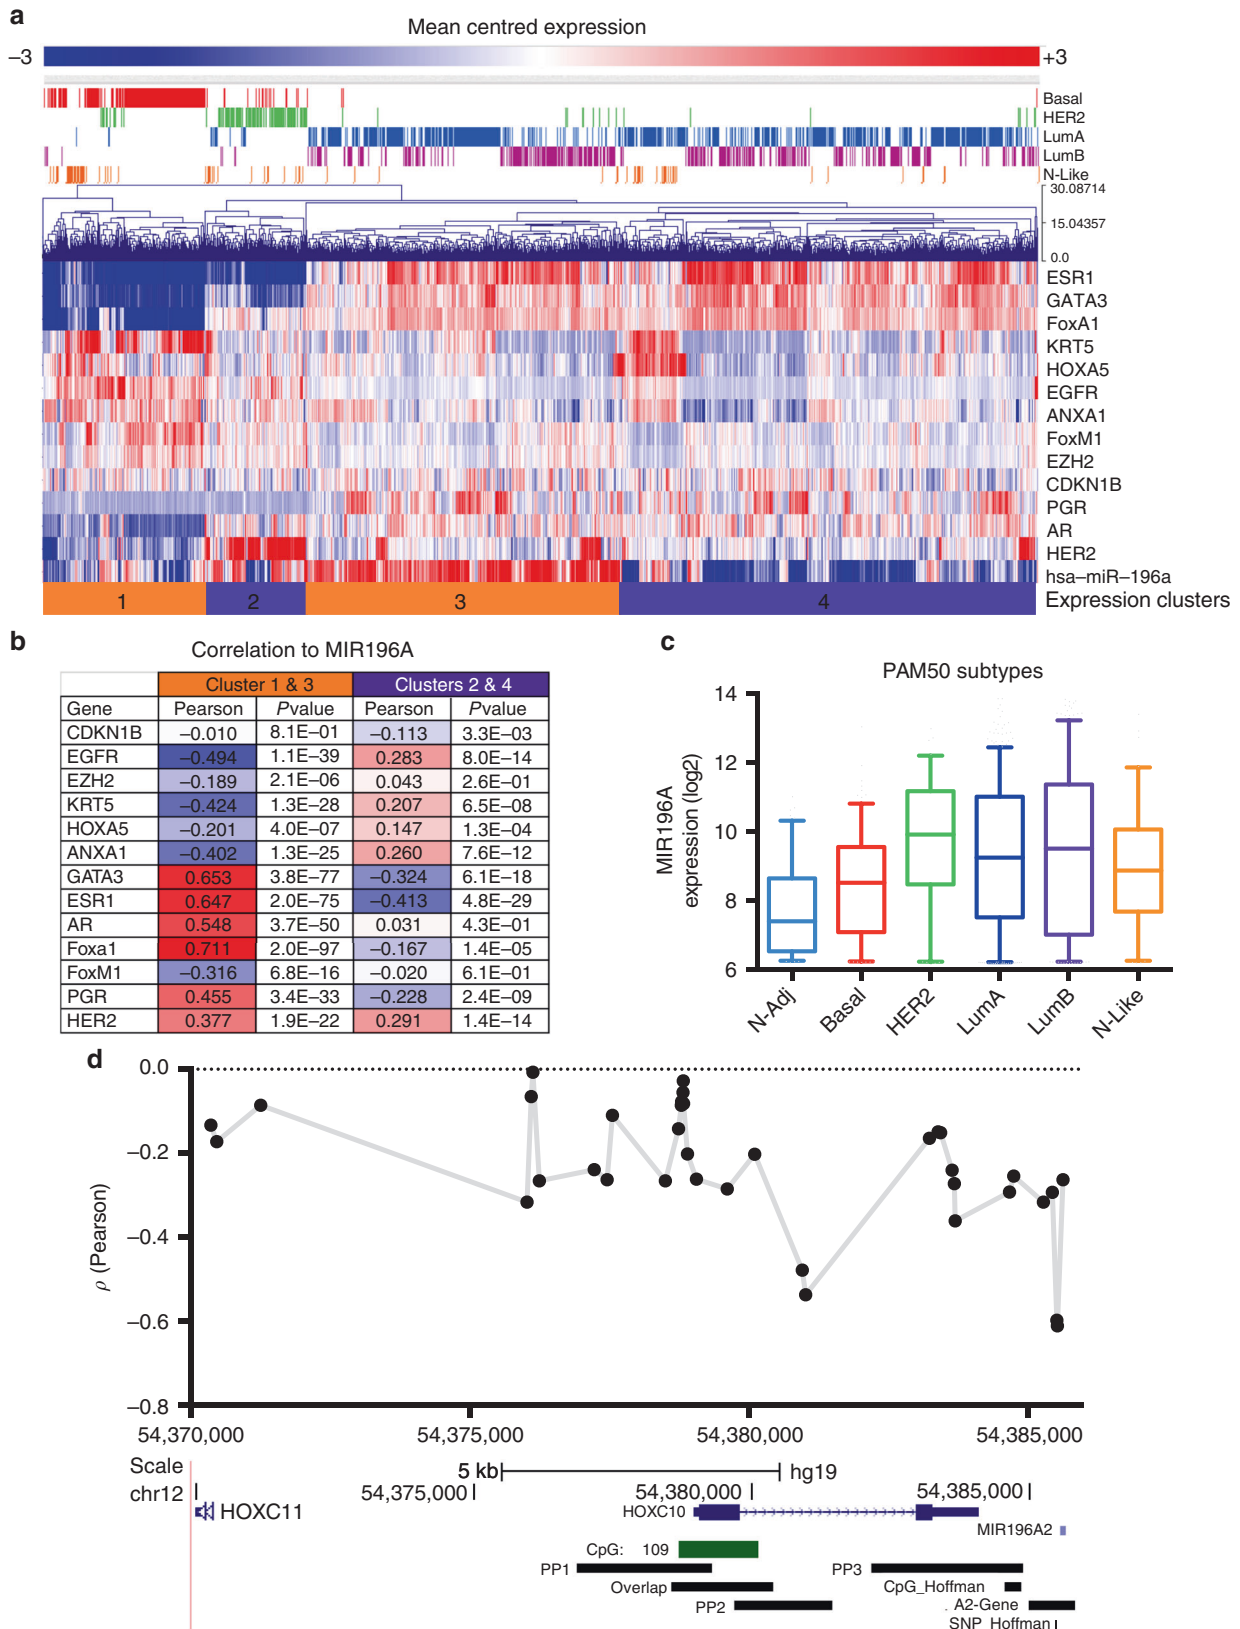 a
Mean centred expression
–3
+3
Basal
HER2
LumA
LumB
N-Like
30.08714
15.04357
0.0
ESR1
GATA3
FoxA1
KRT5
HOXA5
EGFR
ANXA1
FoxM1
EZH2
CDKN1B
PGR
AR
HER2
hsa–miR–196a
1 2 3 4 Expression clusters
b
Correlation to MIR196A
Cluster 1 & 3 Clusters 2 & 4
Gene Pearson Pvalue Pearson Pvalue
CDKN1B –0.010 8.1E–01 –0.113 3.3E–03
EGFR –0.494 1.1E–39 0.283 8.0E–14
EZH2 –0.189 2.1E–06 0.043 2.6E–01
KRT5 –0.424 1.3E–28 0.207 6.5E–08
HOXA5 –0.201 4.0E–07 0.147 1.3E–04
ANXA1 –0.402 1.3E–25 0.260 7.6E–12
GATA3 0.653 3.8E–77 –0.324 6.1E–18
ESR1 0.647 2.0E–75 –0.413 4.8E–29
AR 0.548 3.7E–50 0.031 4.3E–01
Foxa1 0.711 2.0E–97 –0.167 1.4E–05
FoxM1 –0.316 6.8E–16 –0.020 6.1E–01
PGR 0.455 3.4E–33 –0.228 2.4E–09
HER2 0.377 1.9E–22 0.291 1.4E–14
c
PAM50 subtypes
MIR196A
expression (log2)
14
12
10
8
6
N-Adj Basal HER2 LumA LumB N-Like
d
ρ (Pearson)
0.0
–0.2
–0.4
–0.6
–0.8
54,370,000 54,375,000 54,380,000 54,385,000
Scale 5 kb hg19
chr12 54,375,000 54,380,000 54,385,000
HOXC11 HOXC10
MIR196A2
CpG: 109
PP1 PP3
Overlap CpG_Hoffman
PP2 A2-Gene
SNP_Hoffman